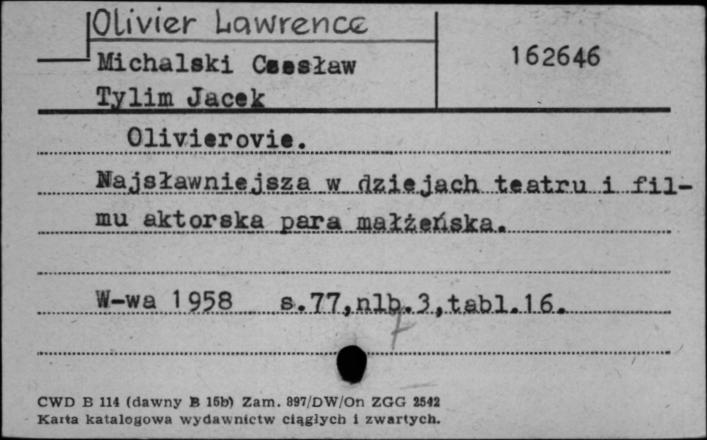 Olivier Lawrence
Michalski Czesław
162646
Tylim Jacek
Olivierovie.
Najsławniejsza w dziejach teatru i fil-
mu aktorska para małżeńska.
W-wa 1958 s.77,nlb.3,tabl.16.
CWD B 114 (dawny B 15b) Zam. 897/DW/On ZGG 2542
Karta katalogowa wydawnictw ciągłych i zwartych.